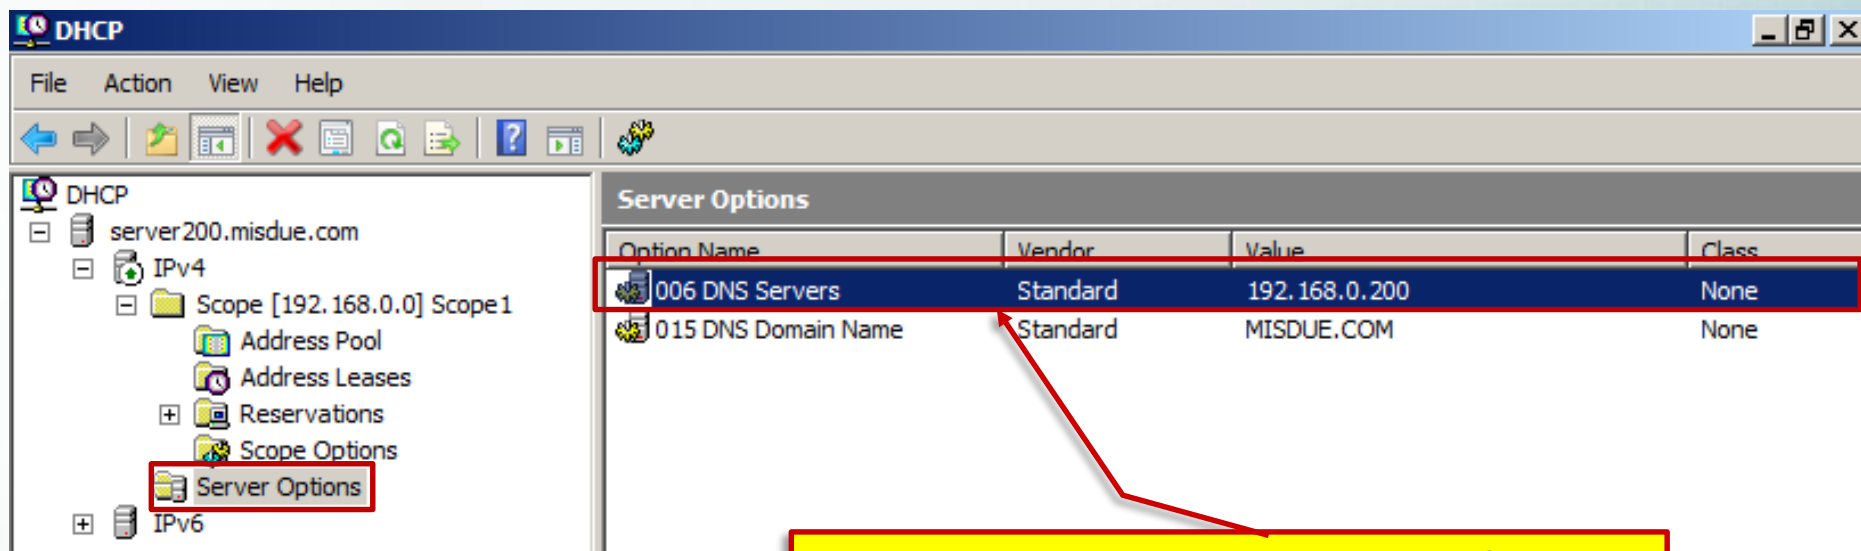 DHCP
File Action View Help
DHCP
server200.misdue.com
IPv4
Scope [192.168.0.0] Scope1
Address Pool
Address Leases
Reservations
Scope Options
Server Options
IPv6
Server Options
Option Name Vendor Value Class
006 DNS Servers Standard 192.168.0.200 None
015 DNS Domain Name Standard MISDUE.COM None